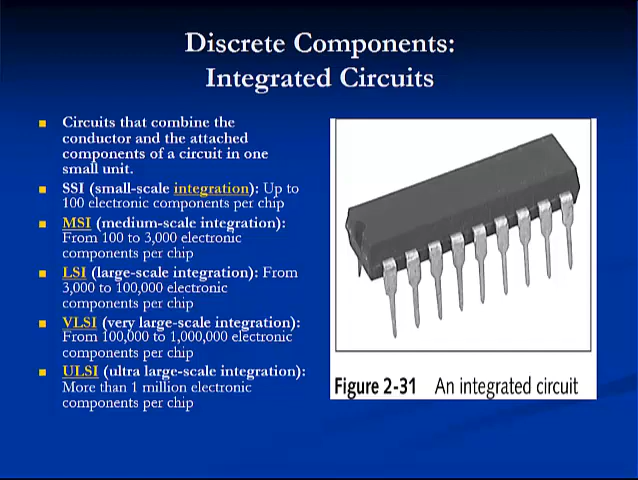 Discrete Components:
Integrated Circuits
Circuits that combine the
conductor and the attached
components of a circuit in one
small unit.
SSI (small-scale integration): Up to
100 electronic components per chip
MSI (medium-scale integration):
From 100 to 3,000 electronic
components per chip
LSI (large-scale integration): From
3,000 to 100,000 electronic
components per chip
VLSI (very large-scale integration):
From 100,000 to 1,000,000 electronic
components per chip
ULSI (ultra large-scale integration):
More than 1 million electronic
components per chip
Figure 2-31 An integrated circuit